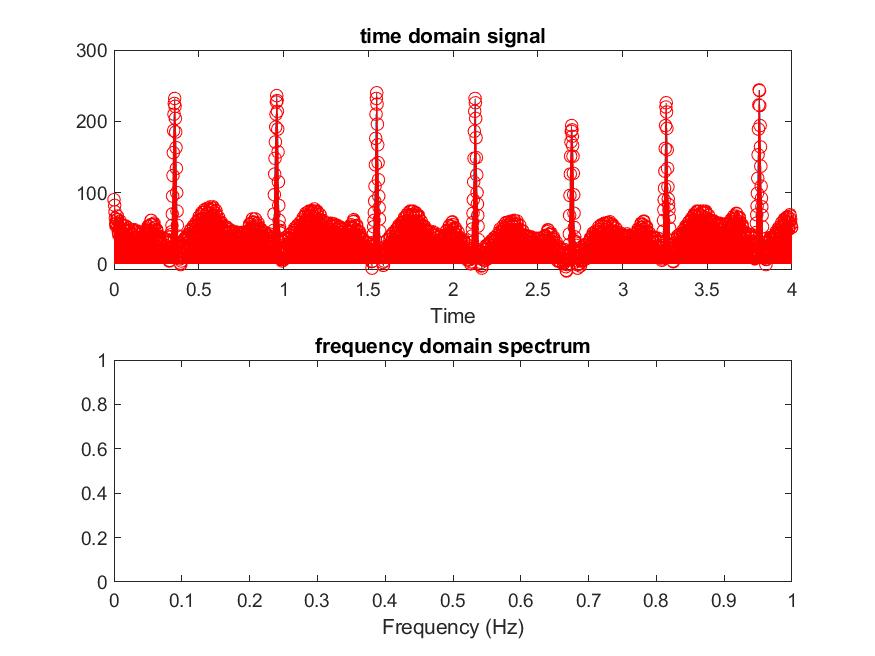 time domain signal
300
200
100
0
0 0.5 1 1.5 2 2.5 3 3.5 4
Time
frequency domain spectrum
1
0.8
0.6
0.4
0.2
0
0 0.1 0.2 0.3 0.4 0.5 0.6 0.7 0.8 0.9 1
Frequency (Hz)